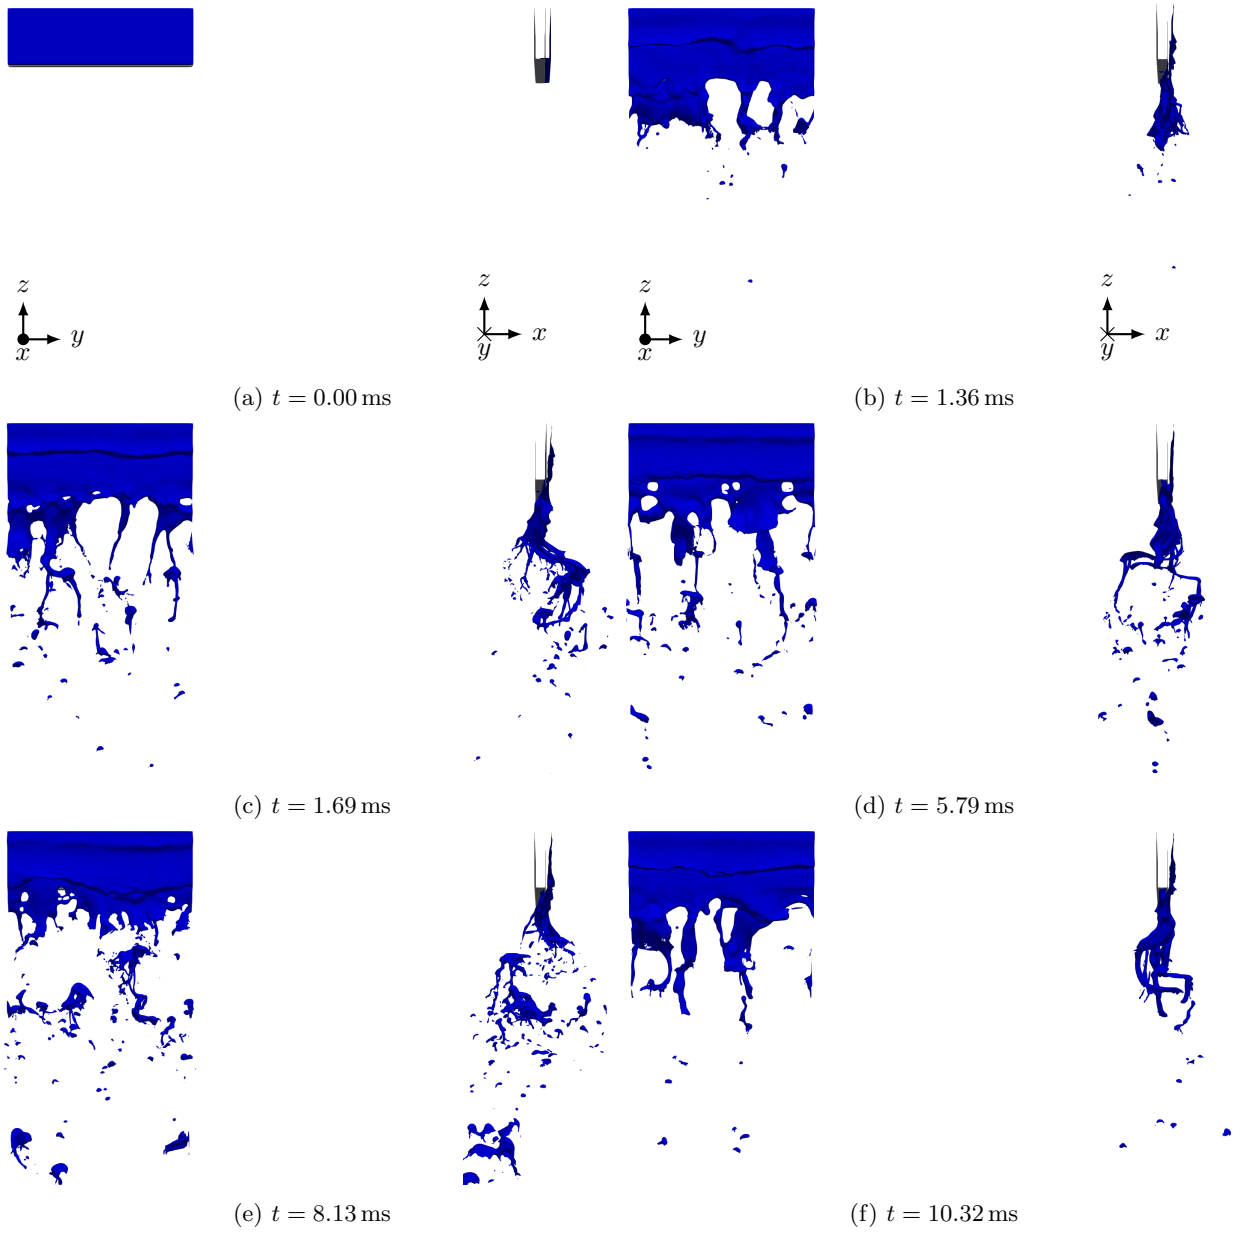 z
y
x
z
x
y
z
y
x
z
x
y
(a) t = 0.00 ms
(b) t = 1.36 ms
(c) t = 1.69 ms
(d) t = 5.79 ms
(e) t = 8.13 ms
(f) t = 10.32 ms